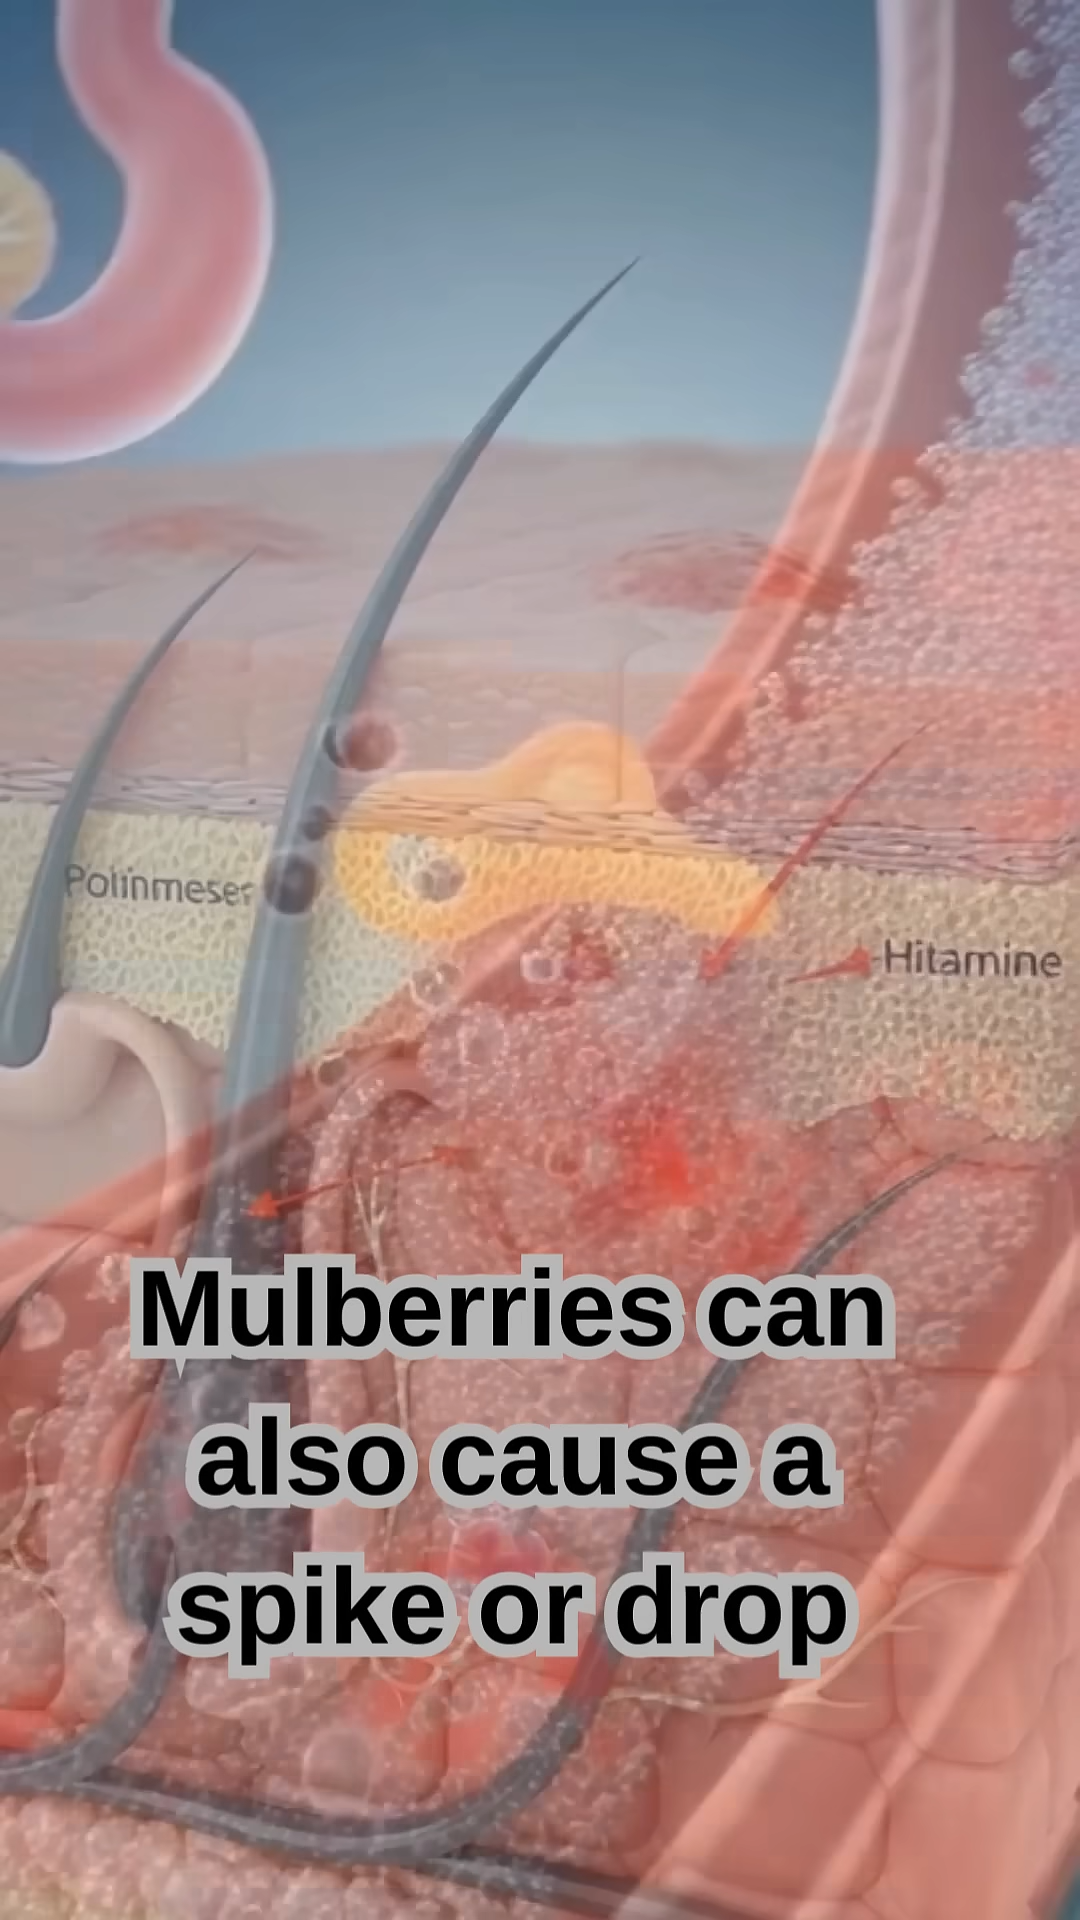 Polinmeser
Hitamine
Mulberries can
also cause a
spike or drop